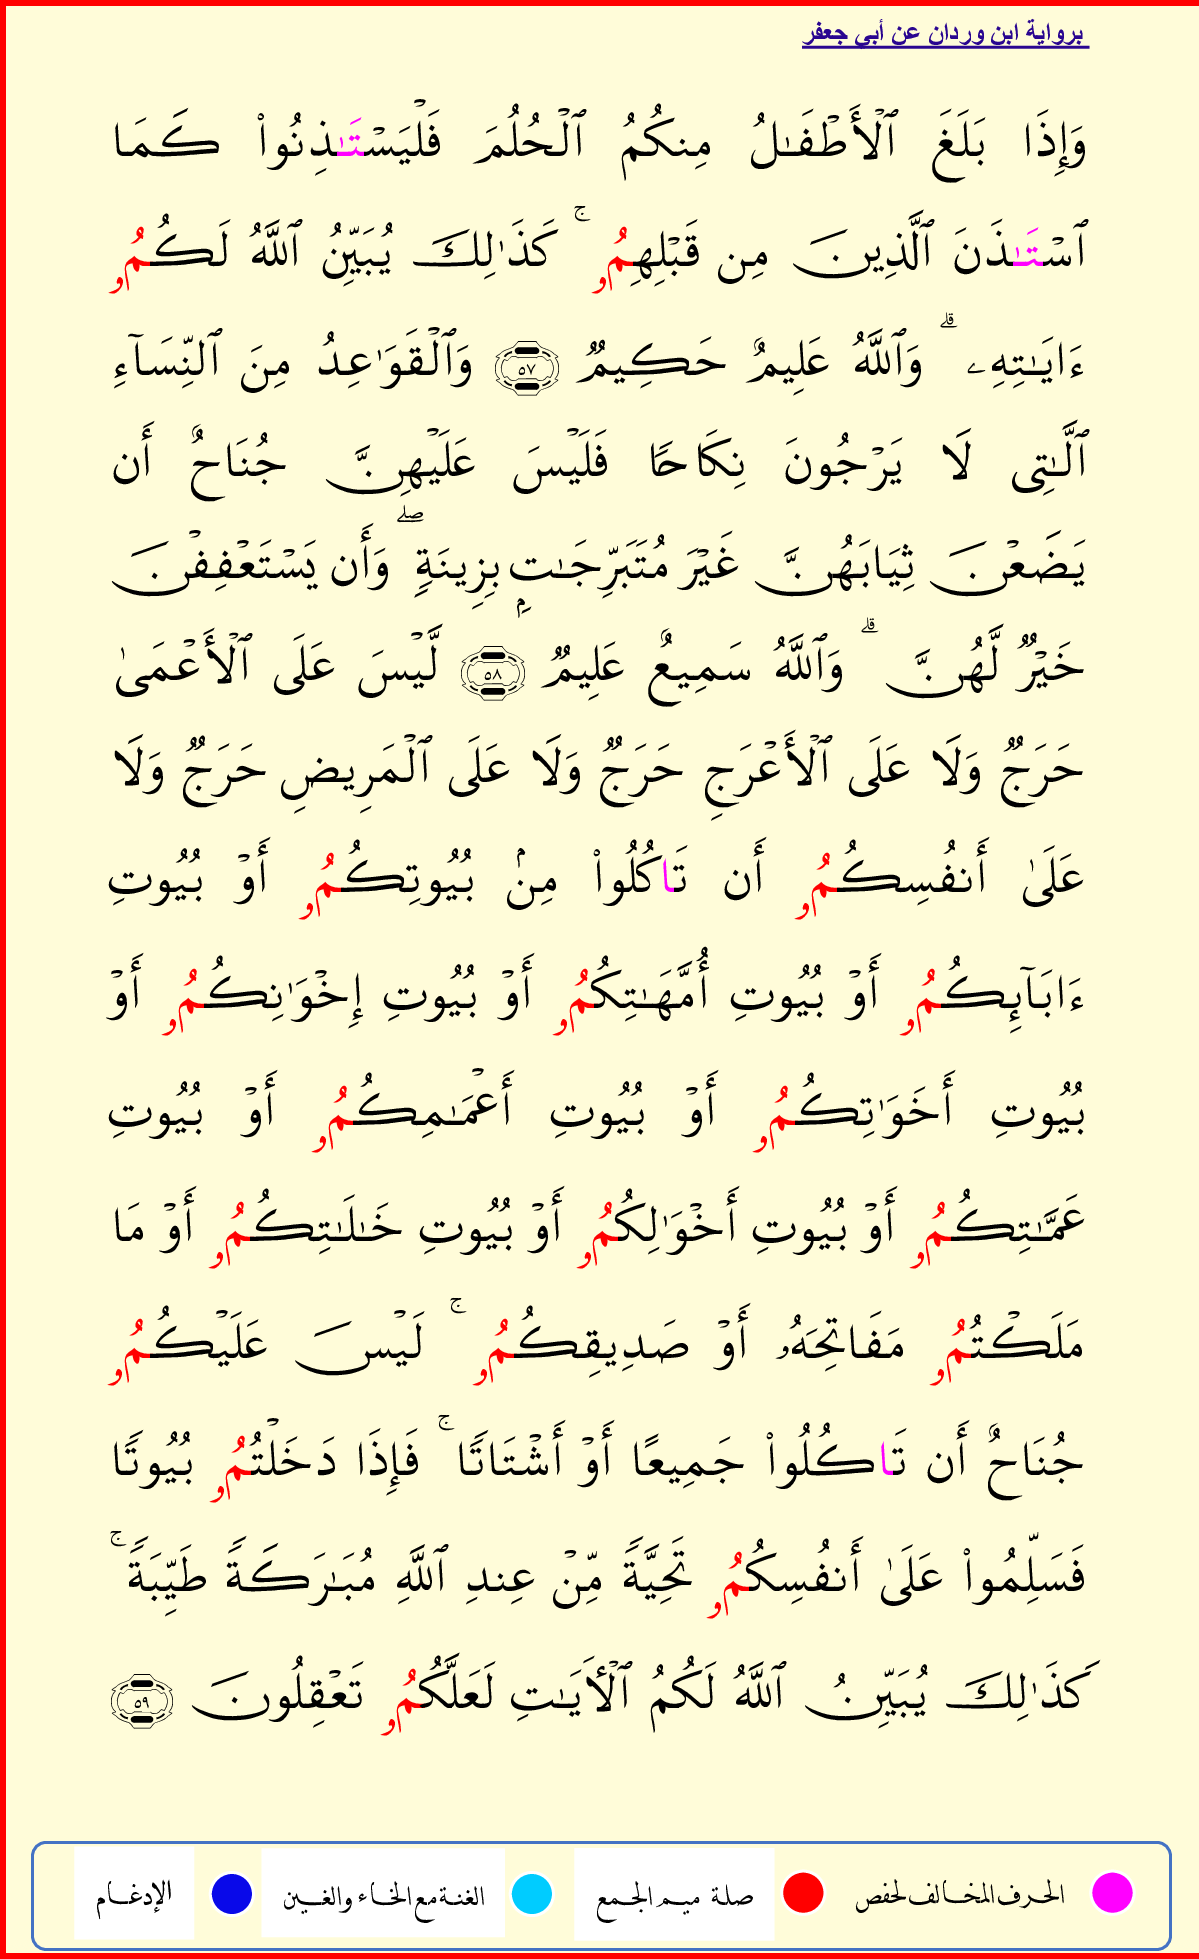 برواية ابن وردان عن أبي جعفر
وَإِذَا بَلَغَ ٱلْأَطْفَـٰلُ مِنكُمُ ٱلْحُلُمَ فَلْيَسْتَـٰذِنُوا۟ كَمَا
ٱسْتَـٰذَنَ ٱلَّذِينَ مِن قَبْلِهِمُۥ ۚ كَذَٰلِكَ يُبَيِّنُ ٱللَّهُ لَكُمُۥ
ءَايَـٰتِهِۦ ۗ وَٱللَّهُ عَلِيمٌ حَكِيمٌ ٥٧ وَٱلْقَوَٰعِدُ مِنَ ٱلنِّسَآءِ
ٱلَّـٰتِى لَا يَرْجُونَ نِكَاحًا فَلَيْسَ عَلَيْهِنَّ جُنَاحٌ أَن
يَضَعْنَ ثِيَابَهُنَّ غَيْرَ مُتَبَرِّجَـٰتٍۭ بِزِينَةٍ ۖ وَأَن يَسْتَعْفِفْنَ
خَيْرٌ لَّهُنَّ ۗ وَٱللَّهُ سَمِيعٌ عَلِيمٌ ٥٨ لَّيْسَ عَلَى ٱلْأَعْمَىٰ
حَرَجٌ وَلَا عَلَى ٱلْأَعْرَجِ حَرَجٌ وَلَا عَلَى ٱلْمَرِيضِ حَرَجٌ وَلَا
عَلَىٰ أَنفُسِكُمُۥ أَن تَاكُلُوا۟ مِنۢ بُيُوتِكُمُۥ أَوْ بُيُوتِ
ءَابَآئِكُمُۥ أَوْ بُيُوتِ أُمَّهَـٰتِكُمُۥ أَوْ بُيُوتِ إِخْوَٰنِكُمُۥ أَوْ
بُيُوتِ أَخَوَٰتِكُمُۥ أَوْ بُيُوتِ أَعْمَـٰمِكُمُۥ أَوْ بُيُوتِ
عَمَّـٰتِكُمُۥ أَوْ بُيُوتِ أَخْوَٰلِكُمُۥ أَوْ بُيُوتِ خَـٰلَـٰتِكُمُۥ أَوْ مَا
مَلَكْتُمُۥ مَفَاتِحَهُۥ أَوْ صَدِيقِكُمُۥ ۚ لَيْسَ عَلَيْكُمُۥ
جُنَاحٌ أَن تَاكُلُوا۟ جَمِيعًا أَوْ أَشْتَاتًا ۚ فَإِذَا دَخَلْتُمُۥ بُيُوتًا
فَسَلِّمُوا۟ عَلَىٰ أَنفُسِكُمُۥ تَحِيَّةً مِّنْ عِندِ ٱللَّهِ مُبَـٰرَكَةً طَيِّبَةً ۚ
كَذَٰلِكَ يُبَيِّنُ ٱللَّهُ لَكُمُ ٱلْأَيَـٰتِ لَعَلَّكُمُۥ تَعْقِلُونَ ٥٩
الحرف المخالف لحفص صلة ميم الجمع الغنة مع الخاء والغين الإدغام